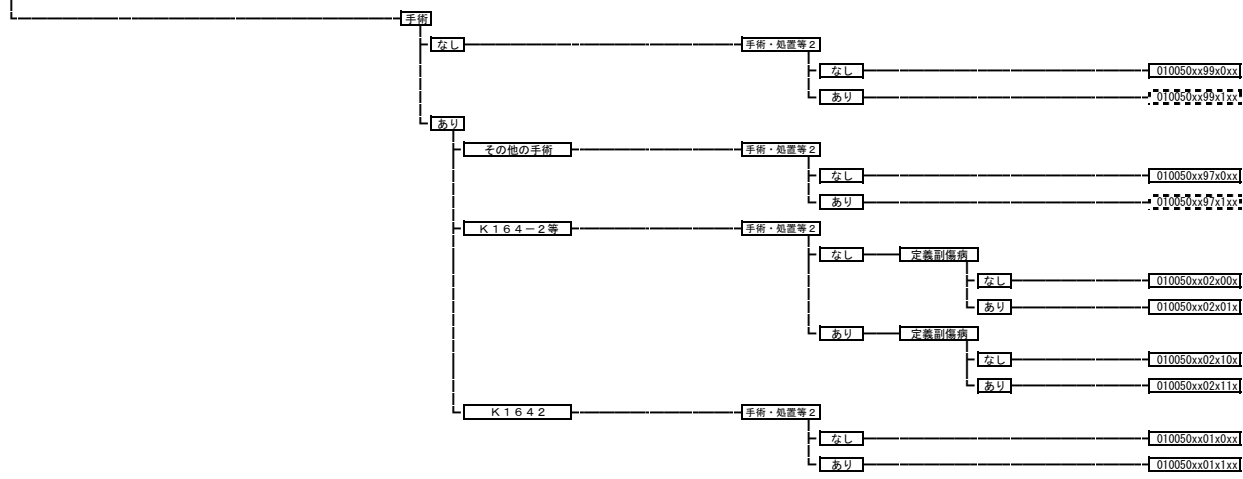 手術
なし 手術・処置等２
なし 010050xx99x0xx
あり 010050xx99x1xx
あり
その他の手術 手術・処置等２
なし 010050xx97x0xx
あり 010050xx97x1xx
Ｋ１６４－２等 手術・処置等２
なし 定義副傷病
なし 010050xx02x00x
あり 010050xx02x01x
あり 定義副傷病
なし 010050xx02x10x
あり 010050xx02x11x
Ｋ１６４２ 手術・処置等２
なし 010050xx01x0xx
あり 010050xx01x1xx